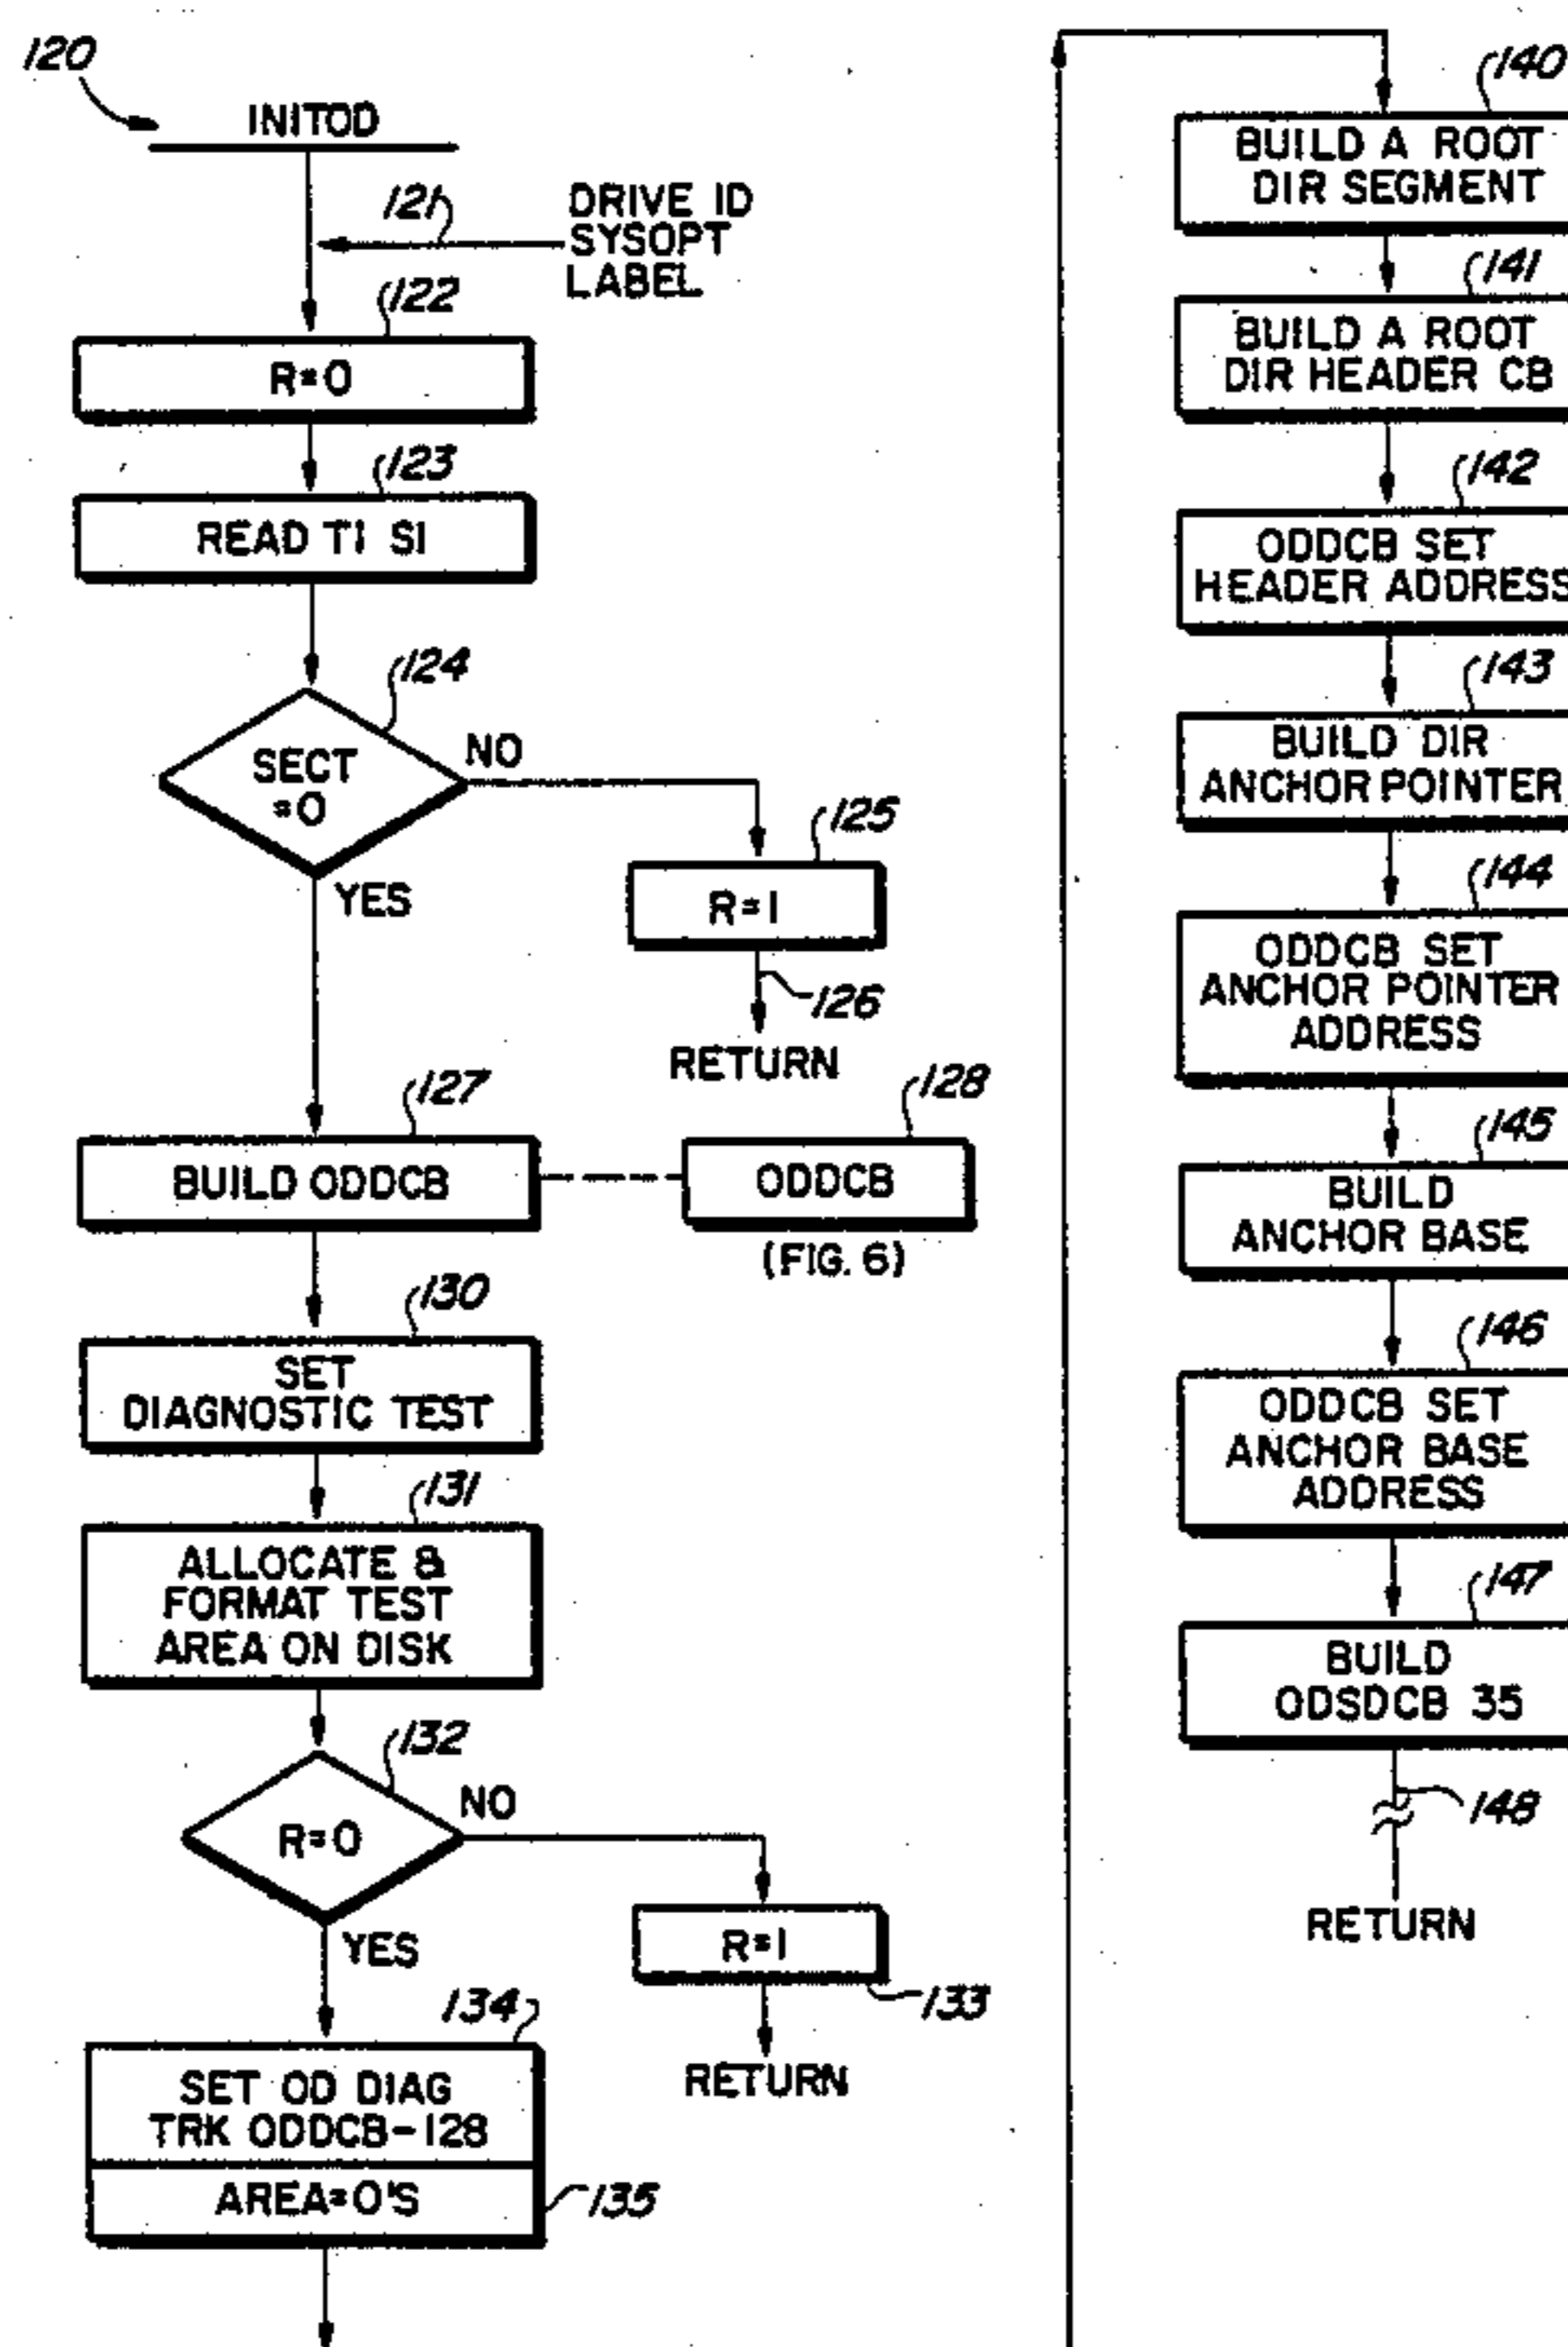 120
INITOD
121
DRIVE ID
SYSOPT
LABEL
122
R=0
123
READ T1 S1
124
SECT
=0
NO
YES
125
R=1
126
RETURN
127
BUILD ODDCB
128
ODDCB
(FIG. 6)
130
SET
DIAGNOSTIC TEST
131
ALLOCATE &
FORMAT TEST
AREA ON DISK
132
R=0
NO
YES
R=1
133
RETURN
134
SET OD DIAG
TRK ODDCB-128
AREA=0'S
135
140
BUILD A ROOT
DIR SEGMENT
141
BUILD A ROOT
DIR HEADER CB
142
ODDCB SET
HEADER ADDRESS
143
BUILD DIR
ANCHOR POINTER
144
ODDCB SET
ANCHOR POINTER
ADDRESS
145
BUILD
ANCHOR BASE
146
ODDCB SET
ANCHOR BASE
ADDRESS
147
BUILD
ODSDCB 35
148
RETURN